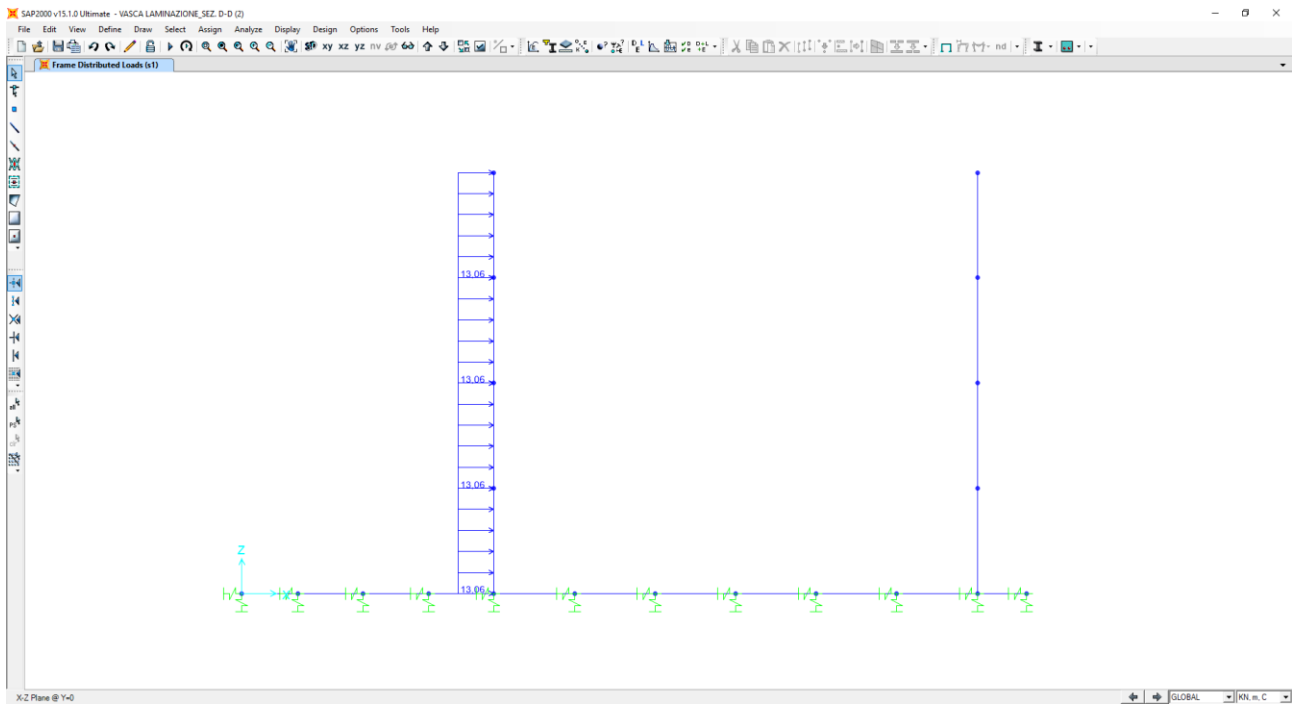 SAP2000 v15.1.0 Ultimate - VASCA LAMINAZIONE_SEZ. D-D (2)
File Edit View Define Draw Select Assign Analyze Display Design Options Tools Help
xy xz yz nv nd
Frame Distributed Loads (s1)
13.06
13.06
13.06
13.06
Z
X
X-Z Plane @ Y=0
GLOBAL
KN, m, C